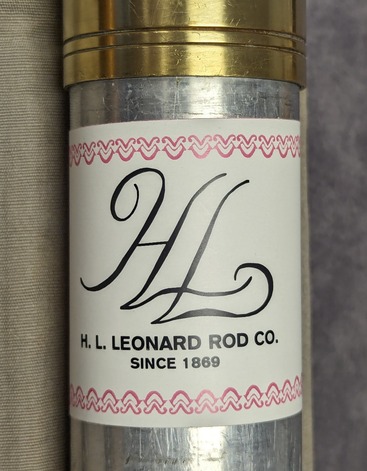 HL
H. L. LEONARD ROD CO.
SINCE 1869